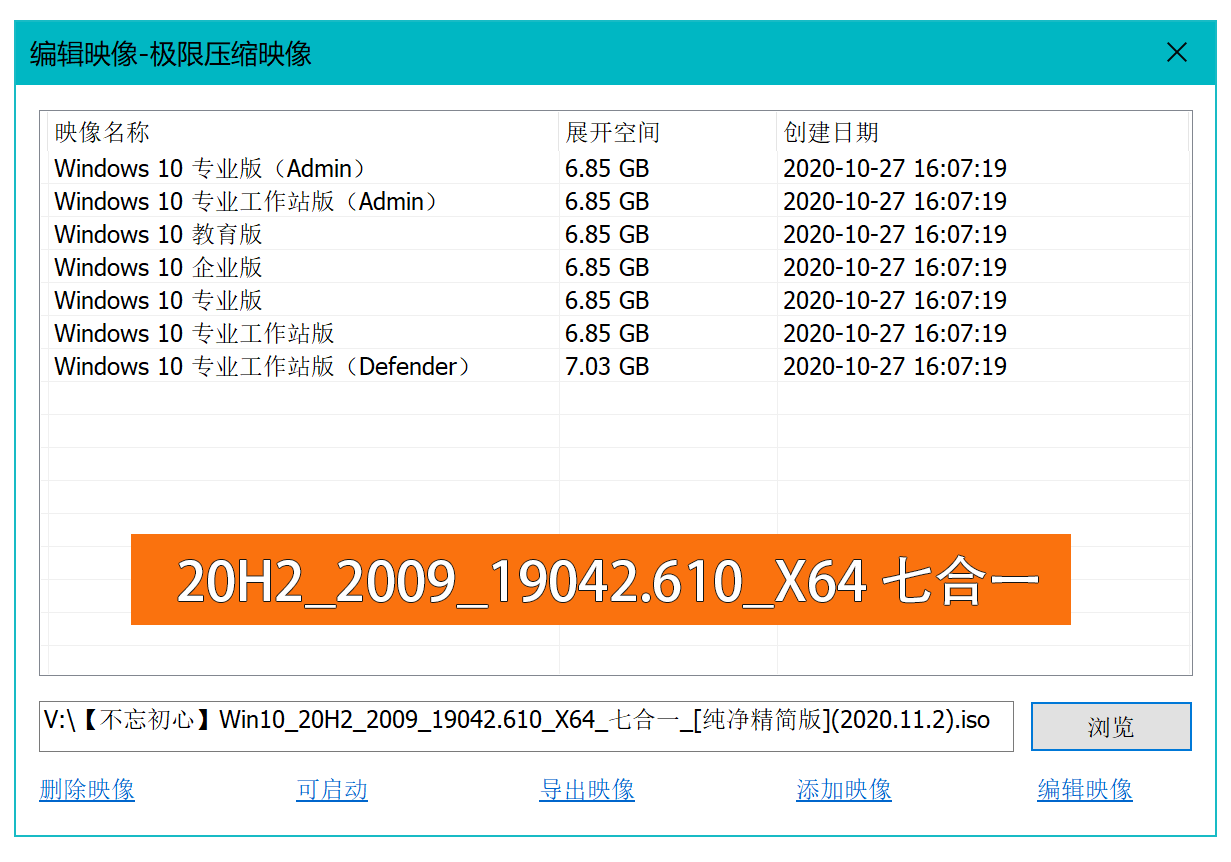 编辑映像-极限压缩映像
映像名称 展开空间 创建日期
Windows 10 专业版（Admin） 6.85 GB 2020-10-27 16:07:19
Windows 10 专业工作站版（Admin） 6.85 GB 2020-10-27 16:07:19
Windows 10 教育版 6.85 GB 2020-10-27 16:07:19
Windows 10 企业版 6.85 GB 2020-10-27 16:07:19
Windows 10 专业版 6.85 GB 2020-10-27 16:07:19
Windows 10 专业工作站版 6.85 GB 2020-10-27 16:07:19
Windows 10 专业工作站版（Defender） 7.03 GB 2020-10-27 16:07:19
20H2_2009_19042.610_X64 七合一
V:\【不忘初心】Win10_20H2_2009_19042.610_X64_七合一_[纯净精简版](2020.11.2).iso 浏览
删除映像 可启动 导出映像 添加映像 编辑映像